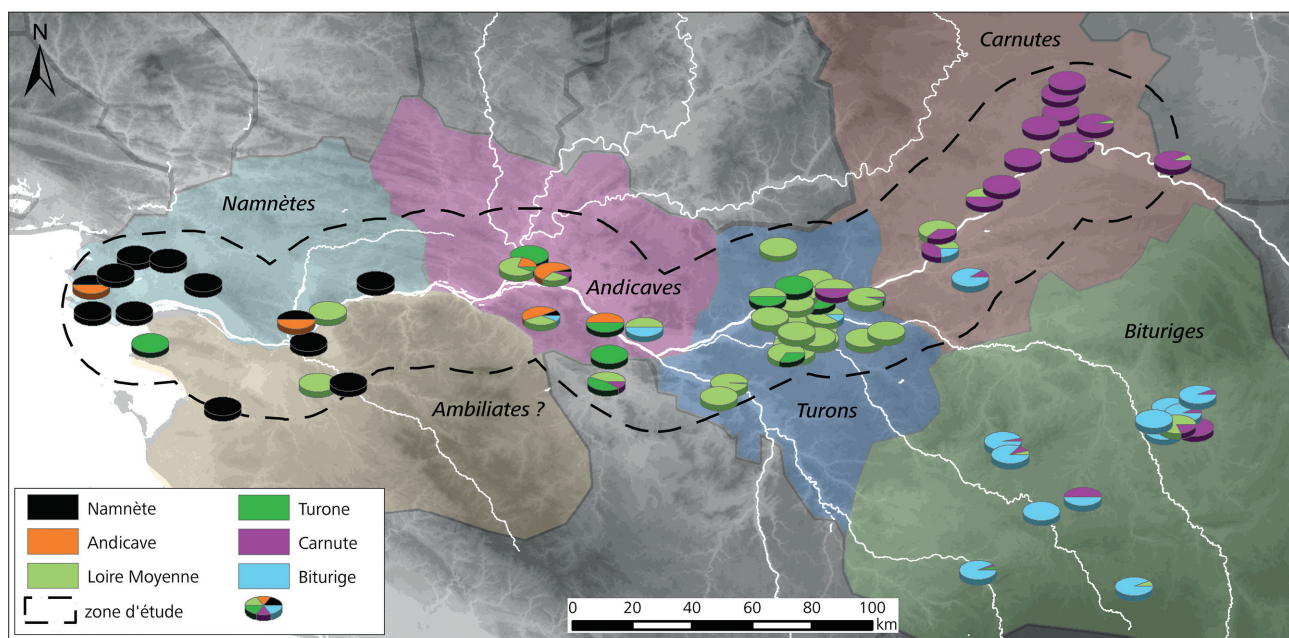 N
Carnutes
Namnètes
Andicaves
Bituriges
Ambiliates ?
Turons
Namnète
Turone
Andicave
Carnute
Loire Moyenne
Biturige
zone d'étude
0 20 40 60 80 100
km